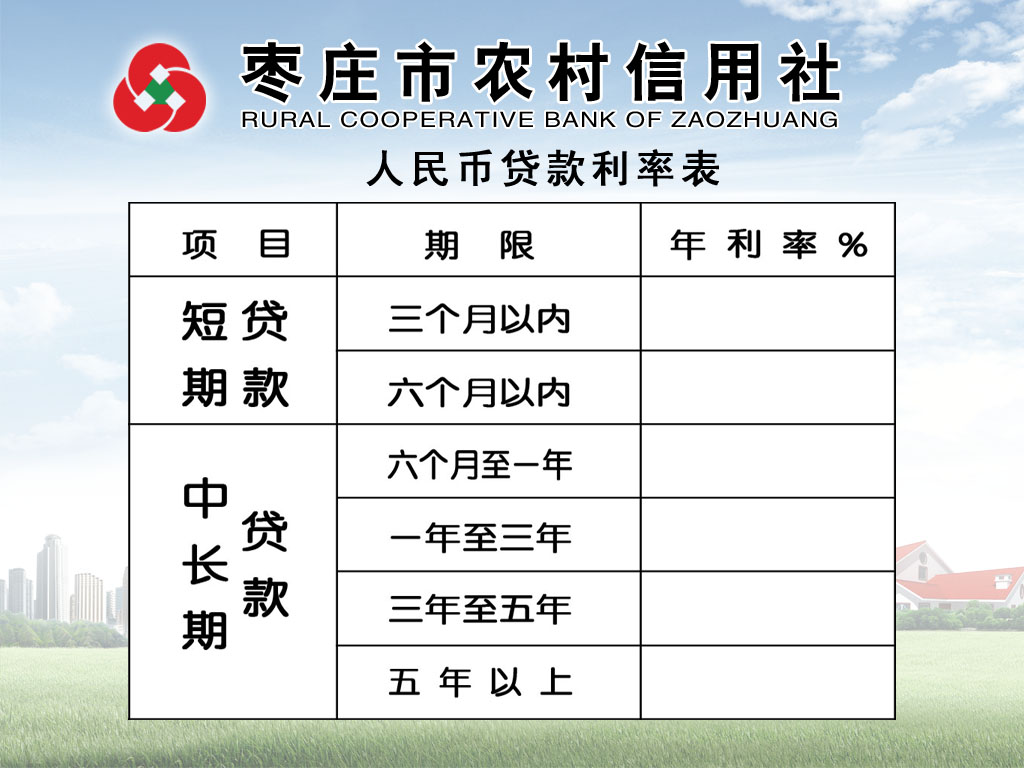 枣庄市农村信用社
RURAL COOPERATIVE BANK OF ZAOZHUANG
人民币贷款利率表
项 目 期 限 年利率%
短期贷款 三个月以内
六个月以内
中长期贷款 六个月至一年
一年至三年
三年至五年
五年以上